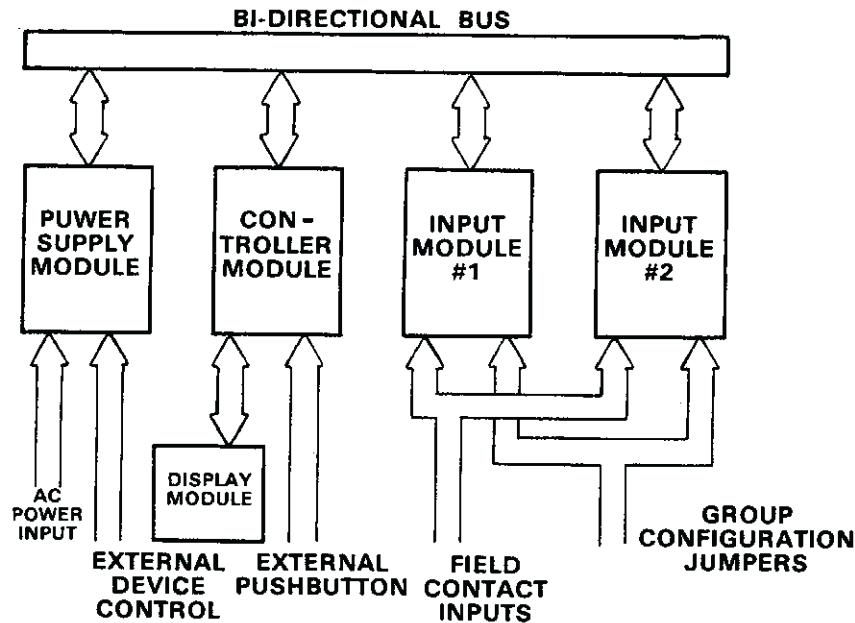 BI-DIRECTIONAL BUS
PUWER
SUPPLY
MODULE
CON-
TROLLER
MODULE
INPUT
MODULE
#1
INPUT
MODULE
#2
DISPLAY
MODULE
AC
POWER
INPUT
EXTERNAL
DEVICE
CONTROL
EXTERNAL
PUSHBUTTON
FIELD
CONTACT
INPUTS
GROUP
CONFIGURATION
JUMPERS